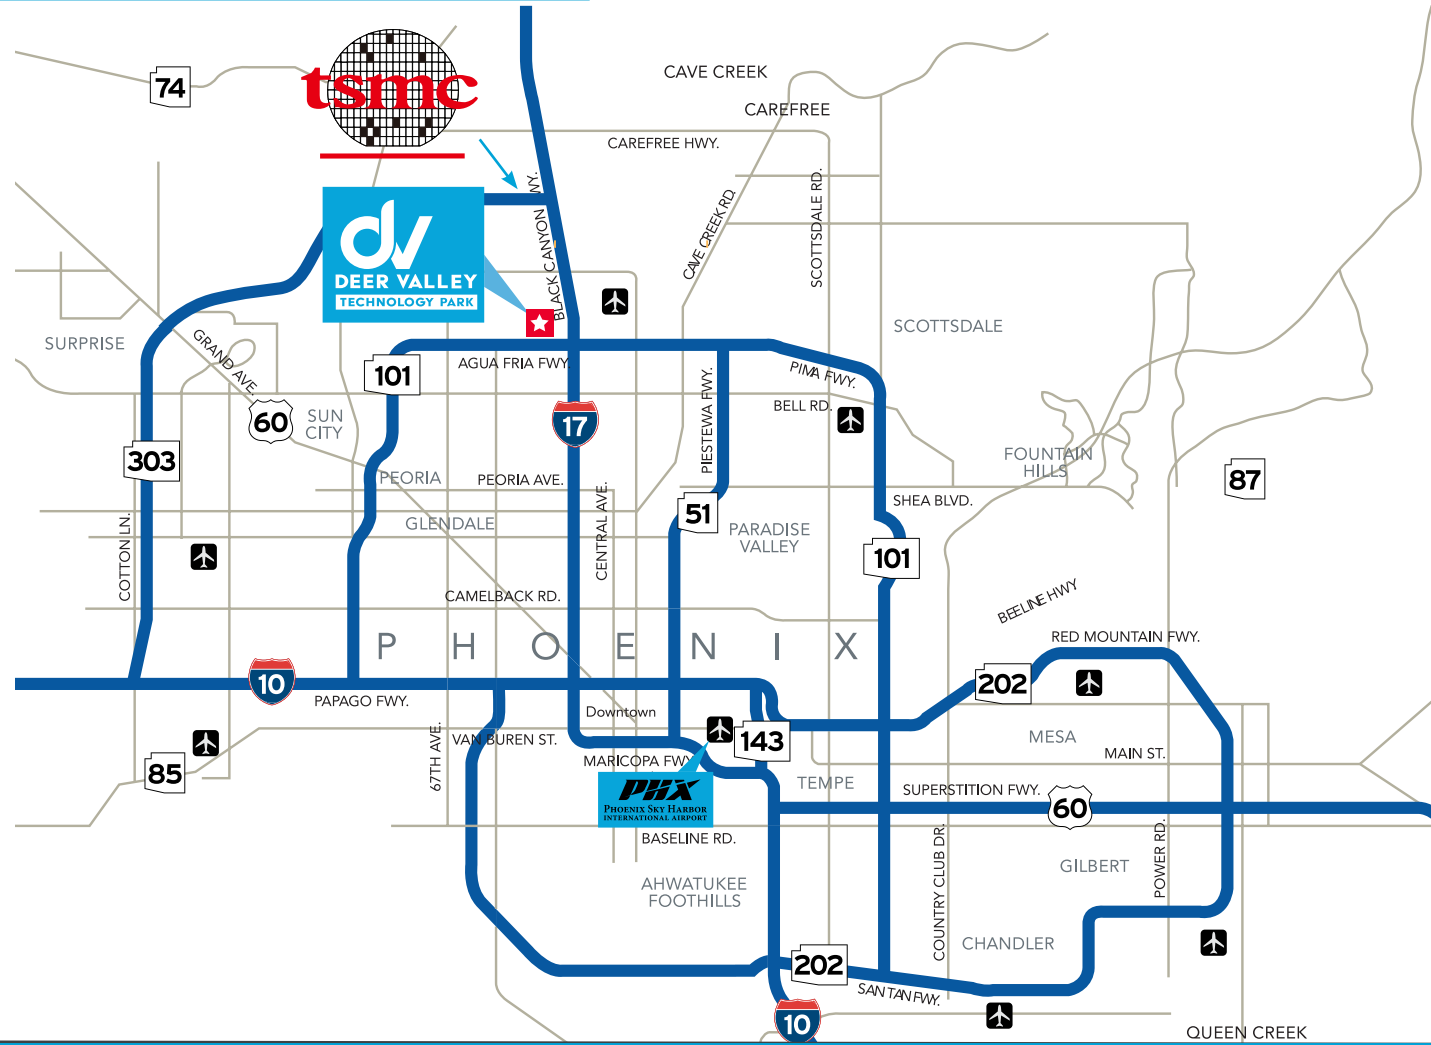 CAVE CREEK
74
tsmc
CAREFREE
CAREFREE HWY.
BLACK CANYON
WY.
CAVE CREEK RD.
SCOTTSDALE RD.
dv
DEER VALLEY
TECHNOLOGY PARK
SURPRISE
GRAND AVE.
SCOTTSDALE
AGUA FRIA FWY.
101
PIMA FWY.
PIESTEWA FWY.
BELL RD.
60
SUN
CITY
17
303
PEORIA
PEORIA AVE.
FOUNTAIN
HILLS
87
SHEA BLVD.
GLENDALE
CENTRAL AVE.
51
PARADISE
VALLEY
COTTON LN.
101
CAMELBACK RD.
BEELINE HWY
PHOENIX
RED MOUNTAIN FWY.
10
202
PAPAGO FWY.
Downtown
67TH AVE.
VAN BUREN ST.
143
MESA
MAIN ST.
85
MARICOPA FWY
TEMPE
SUPERSTITION FWY.
60
PHX
PHOENIX SKY HARBOR
INTERNATIONAL AIRPORT
BASELINE RD.
COUNTRY CLUB DR.
POWER RD.
GILBERT
AHWATUKEE
FOOTHILLS
CHANDLER
202
SAN TAN FWY.
10
QUEEN CREEK